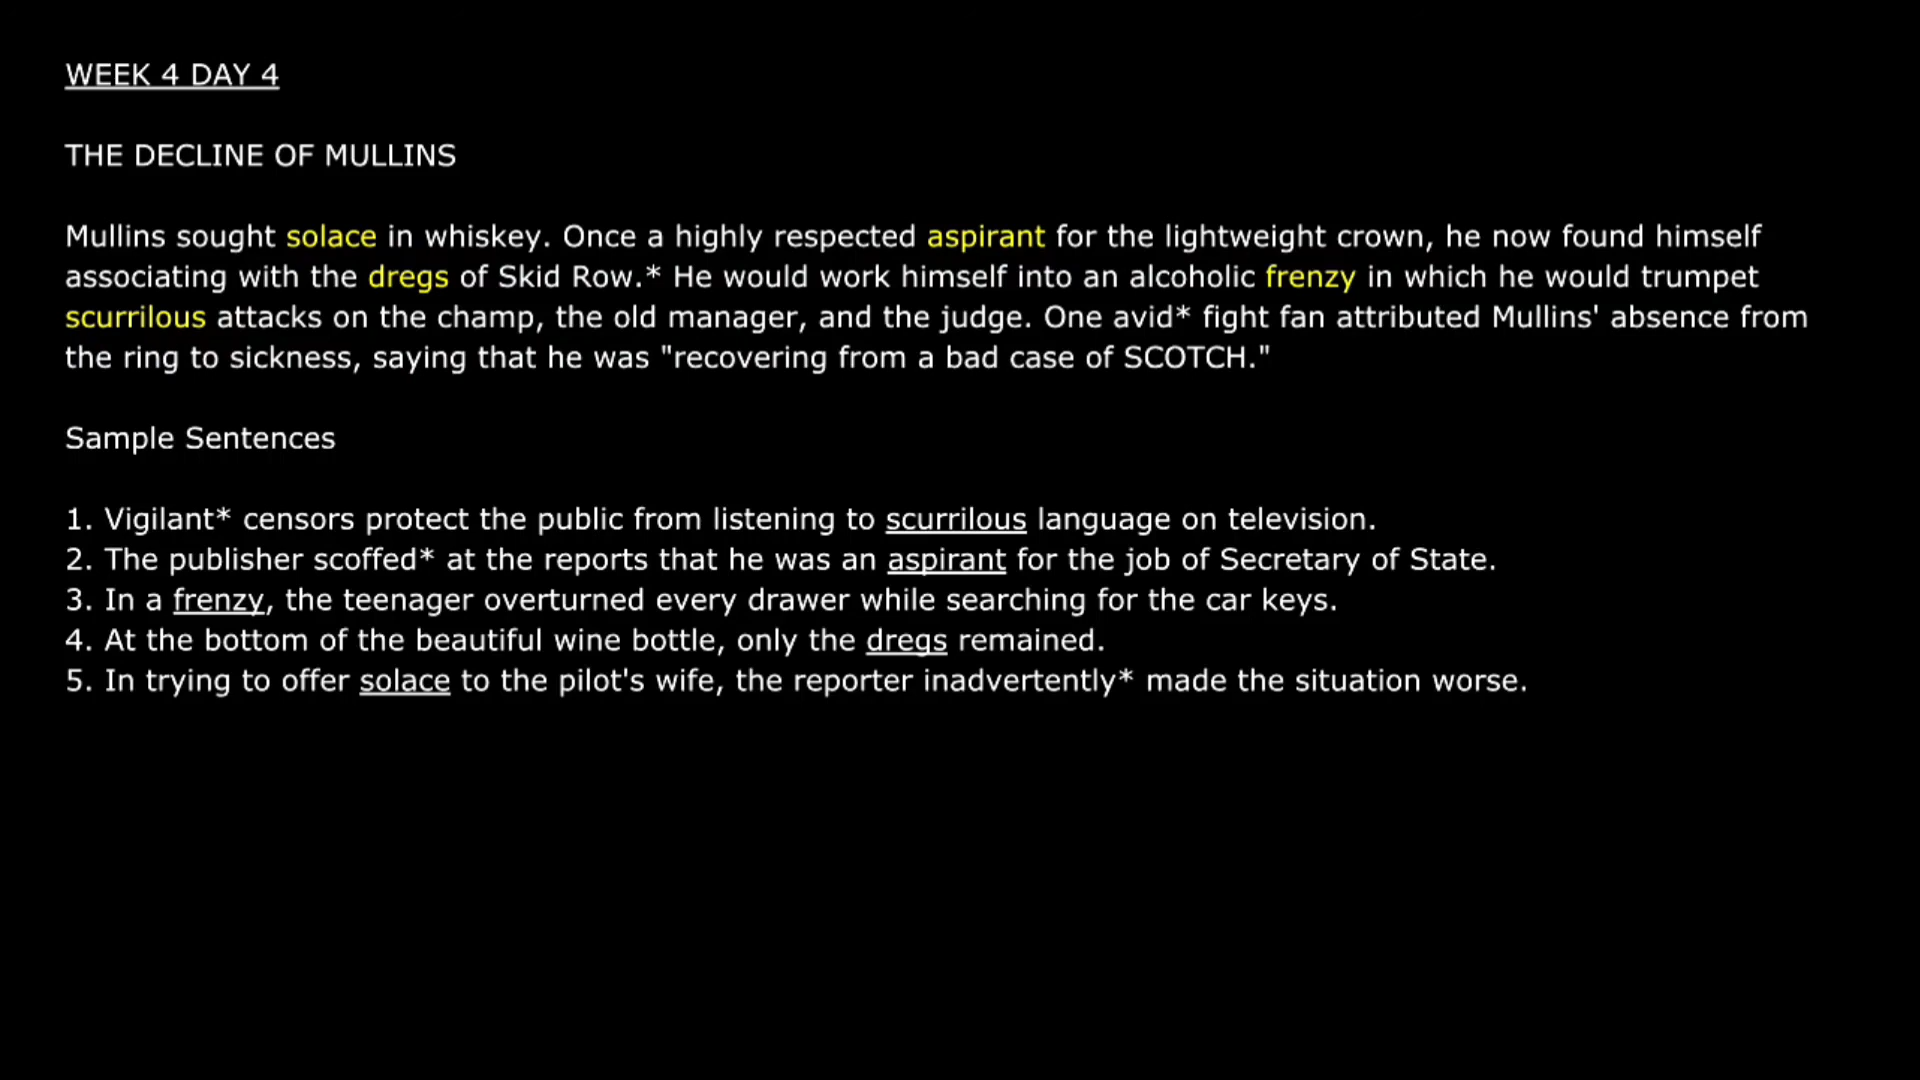 WEEK 4 DAY 4
THE DECLINE OF MULLINS
Mullins sought solace in whiskey. Once a highly respected aspirant for the lightweight crown, he now found himself
associating with the dregs of Skid Row.* He would work himself into an alcoholic frenzy in which he would trumpet
scurrilous attacks on the champ, the old manager, and the judge. One avid* fight fan attributed Mullins' absence from
the ring to sickness, saying that he was "recovering from a bad case of SCOTCH."
Sample Sentences
1. Vigilant* censors protect the public from listening to scurrilous language on television.
2. The publisher scoffed* at the reports that he was an aspirant for the job of Secretary of State.
3. In a frenzy, the teenager overturned every drawer while searching for the car keys.
4. At the bottom of the beautiful wine bottle, only the dregs remained.
5. In trying to offer solace to the pilot's wife, the reporter inadvertently* made the situation worse.